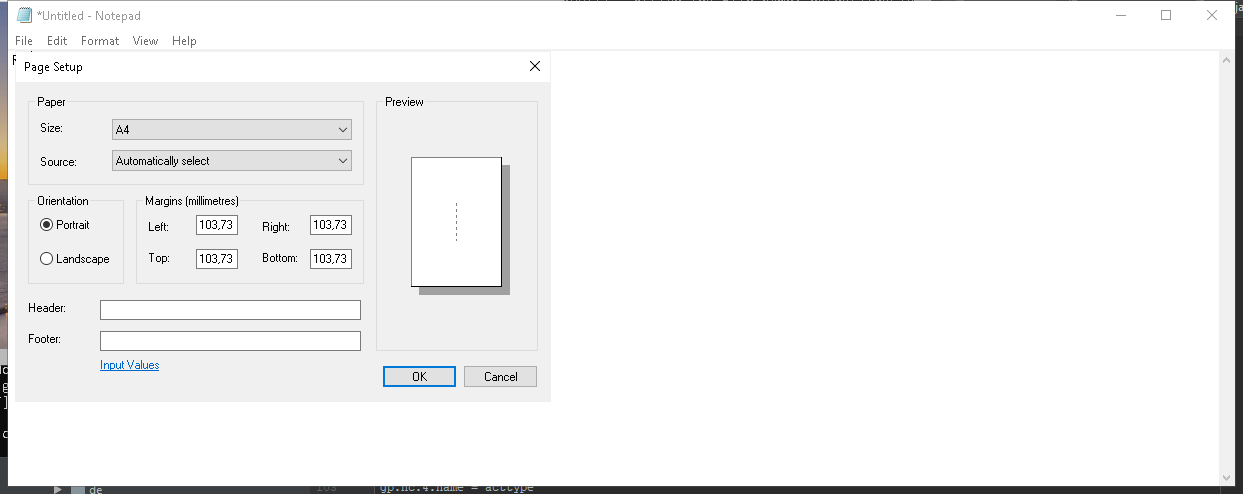 *Untitled - Notepad
File Edit Format View Help
Page Setup
Paper
Size: A4
Source: Automatically select
Orientation
Portrait
Landscape
Margins (millimetres)
Left: 103,73 Right: 103,73
Top: 103,73 Bottom: 103,73
Header:
Footer:
Input Values
Preview
OK Cancel
de
gp.nc.4.name = acctype